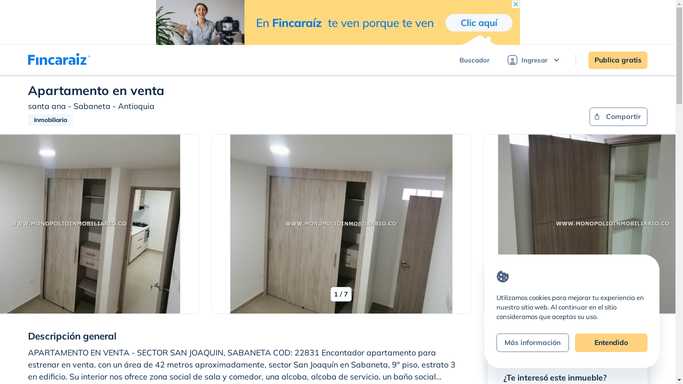 En Fincaraíz te ven porque te ven
Clic aquí
Fincaraiz
Buscador
Ingresar
Publica gratis
Apartamento en venta
santa ana - Sabaneta - Antioquia
Inmobiliaria
Compartir
WWW.MONOPOLIOINMOBILIARIO.CO
WWW.MONOPOLIOINMOBILIARIO.CO
WWW.MONOPOLIOINMOBILIARIO.CO
1 / 7
Utilizamos cookies para mejorar tu experiencia en
nuestro sitio web. Al continuar en el sitio
consideramos que aceptas su uso.
Más información
Entendido
Descripción general
APARTAMENTO EN VENTA - SECTOR SAN JOAQUIN, SABANETA COD: 22831 Encantador apartamento para
estrenar en venta, con un área de 42 metros aproximadamente, sector San Joaquín en Sabaneta, 9° piso, estrato 3
en edificio. Su interior nos ofrece zona social de sala y comedor, una alcoba, alcoba de servicio, un baño social...
¿Te interesó este inmueble?